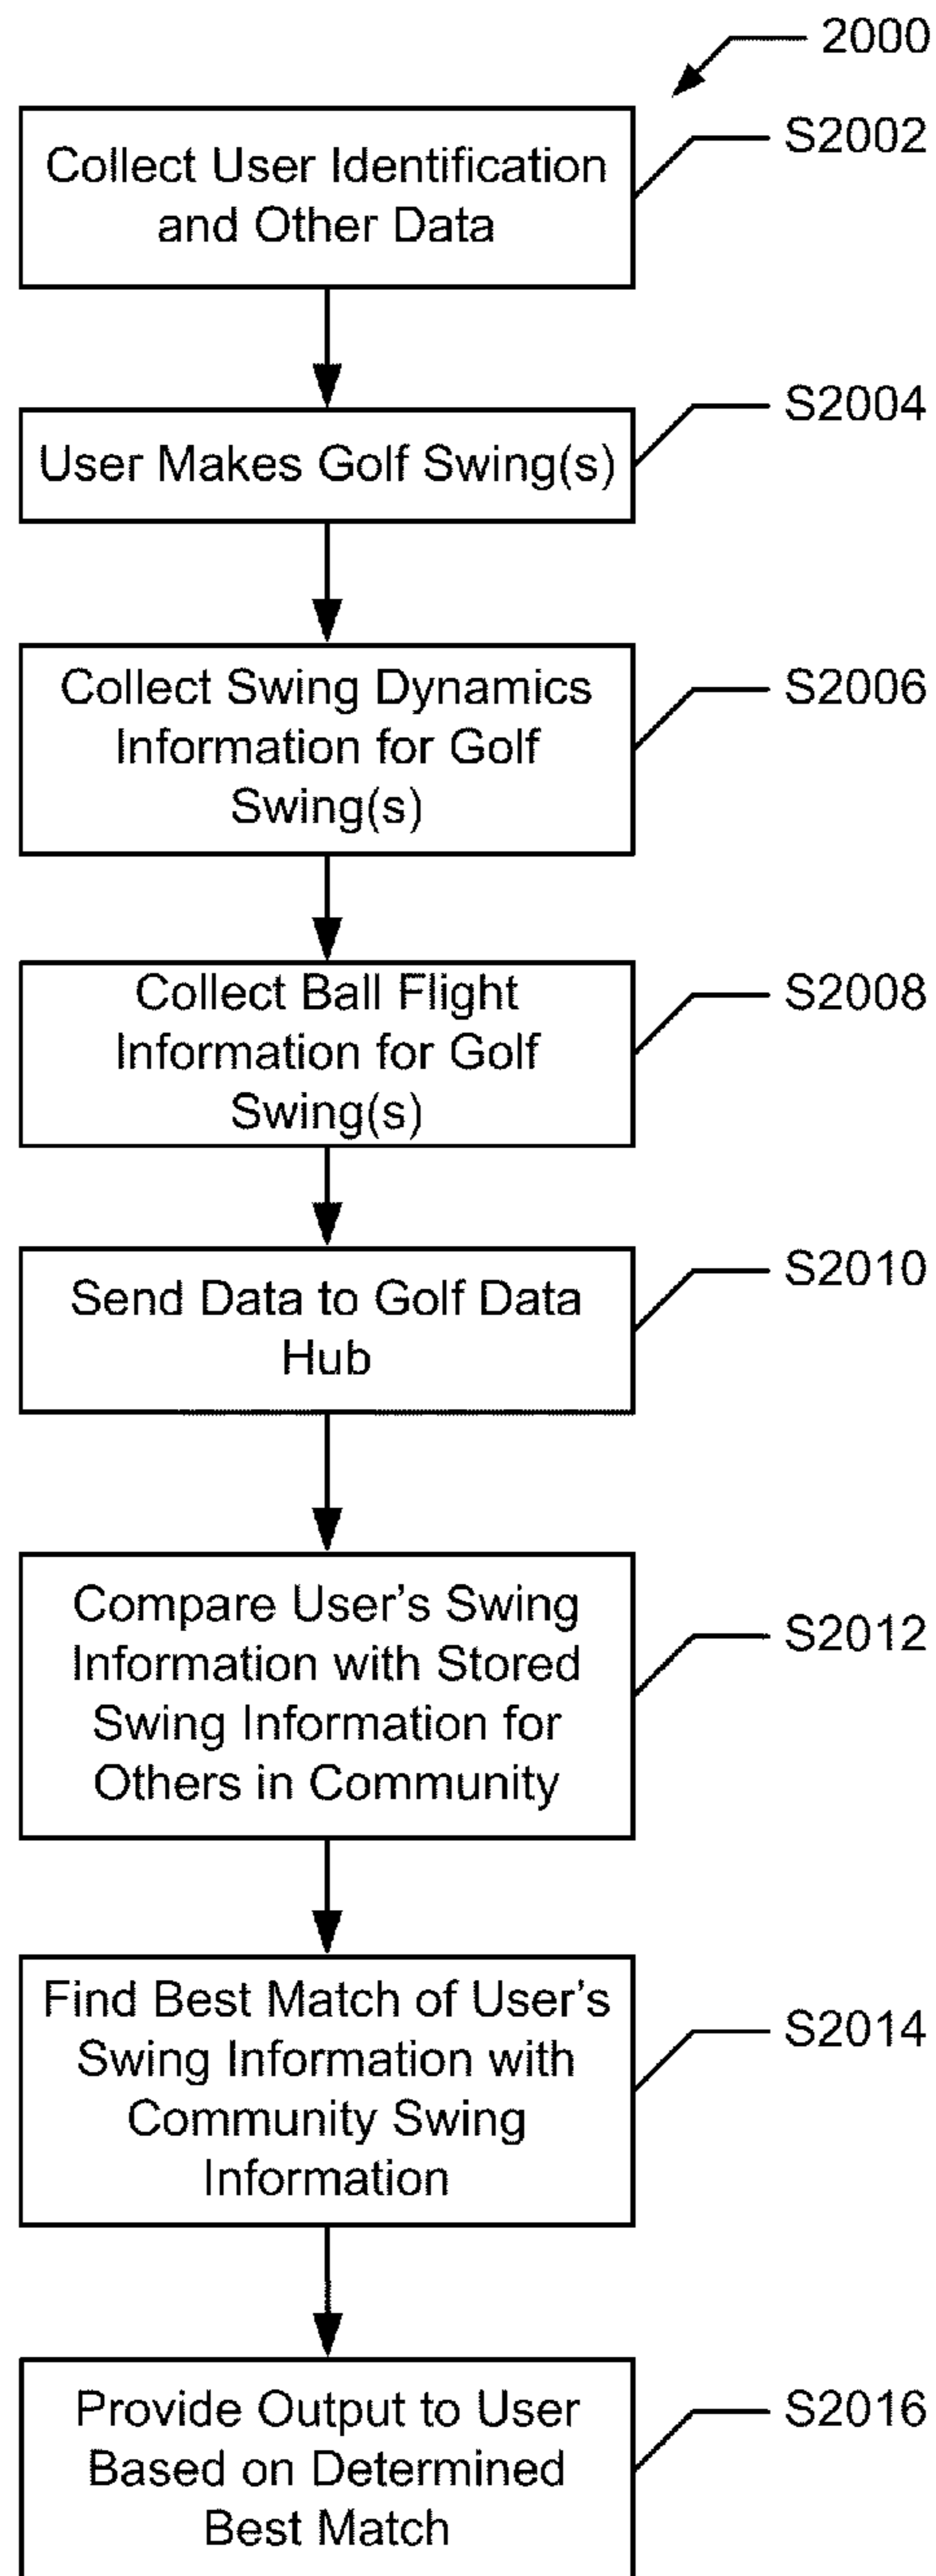 2000
S2002
Collect User Identification
and Other Data
S2004
User Makes Golf Swing(s)
S2006
Collect Swing Dynamics
Information for Golf
Swing(s)
S2008
Collect Ball Flight
Information for Golf
Swing(s)
S2010
Send Data to Golf Data
Hub
S2012
Compare User's Swing
Information with Stored
Swing Information for
Others in Community
S2014
Find Best Match of User's
Swing Information with
Community Swing
Information
S2016
Provide Output to User
Based on Determined
Best Match